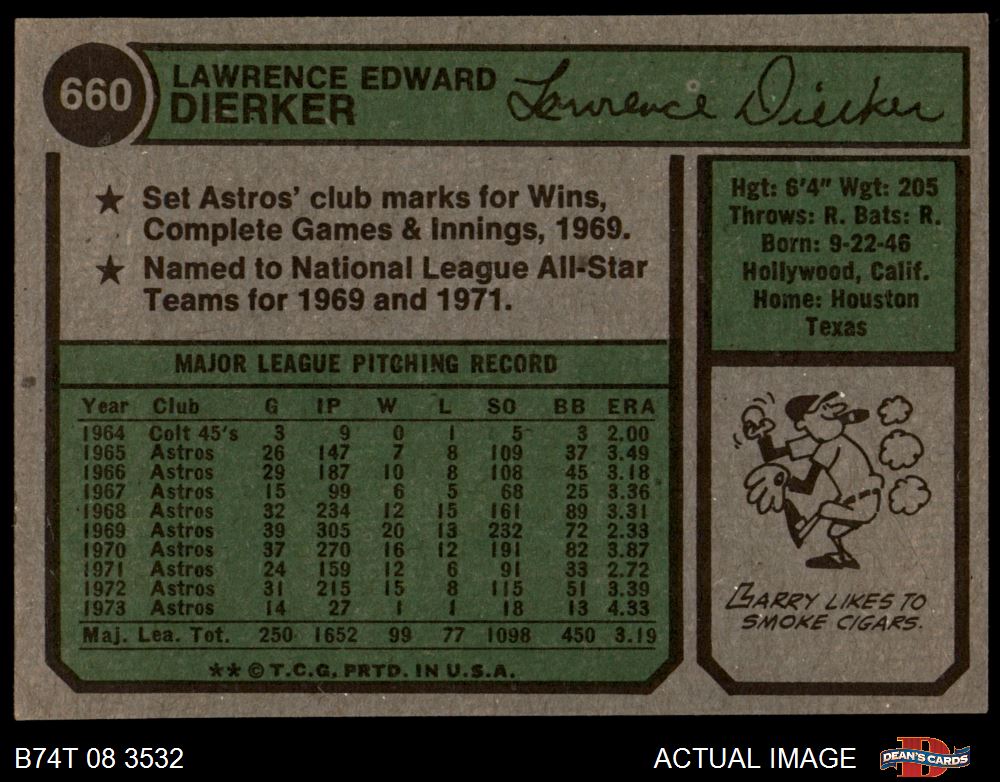 660
LAWRENCE EDWARD
DIERKER
Lawrence Dierker
★ Set Astros' club marks for Wins,
Complete Games & Innings, 1969.
★ Named to National League All-Star
Teams for 1969 and 1971.
Hgt: 6'4" Wgt: 205
Throws: R. Bats: R.
Born: 9-22-46
Hollywood, Calif.
Home: Houston
Texas
MAJOR LEAGUE PITCHING RECORD
Year Club G IP W L SO BB ERA
1964 Colt 45's 3 9 0 1 5 3 2.00
1965 Astros 26 147 7 8 109 37 3.49
1966 Astros 29 187 10 8 108 45 3.18
1967 Astros 15 99 6 5 68 25 3.36
1968 Astros 32 234 12 15 161 89 3.31
1969 Astros 39 305 20 13 232 72 2.33
1970 Astros 37 270 16 12 191 82 3.87
1971 Astros 24 159 12 6 91 33 2.72
1972 Astros 31 215 15 8 115 51 3.39
1973 Astros 14 27 1 1 18 13 4.33
Maj. Lea. Tot. 250 1652 99 77 1098 450 3.19
** © T.C.G. PRTD. IN U.S.A.
LARRY LIKES TO
SMOKE CIGARS.
B74T 08 3532
ACTUAL IMAGE
DEAN'S CARDS